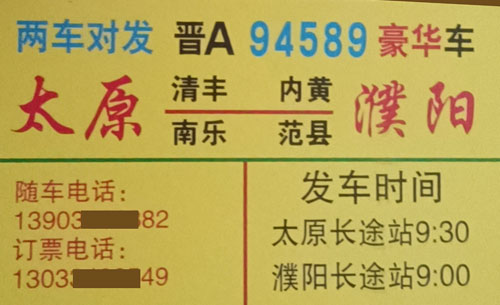 两车对发 晋A 94589 豪华车
太原 清丰 内黄 濮阳
南乐 范县
随车电话：
13903 82
订票电话：
1303 49
发车时间
太原长途站9:30
濮阳长途站9:00